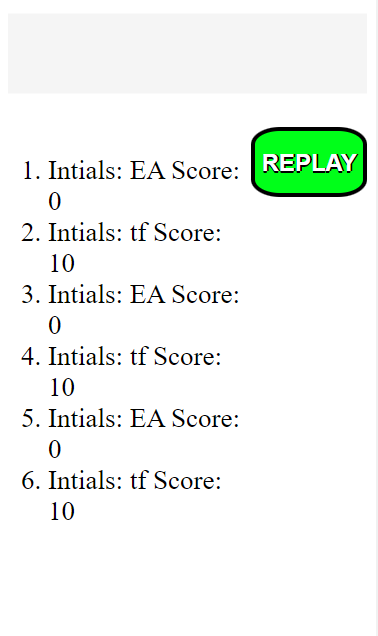 1. Intials: EA Score:
0
REPLAY
2. Intials: tf Score:
10
3. Intials: EA Score:
0
4. Intials: tf Score:
10
5. Intials: EA Score:
0
6. Intials: tf Score:
10